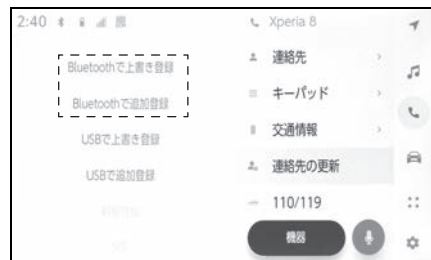 2:40
Bluetoothで上書き登録
Bluetoothで追加登録
USBで上書き登録
USBで追加登録
Xperia 8
連絡先
キーパッド
交通情報
連絡先の更新
110/119
機器